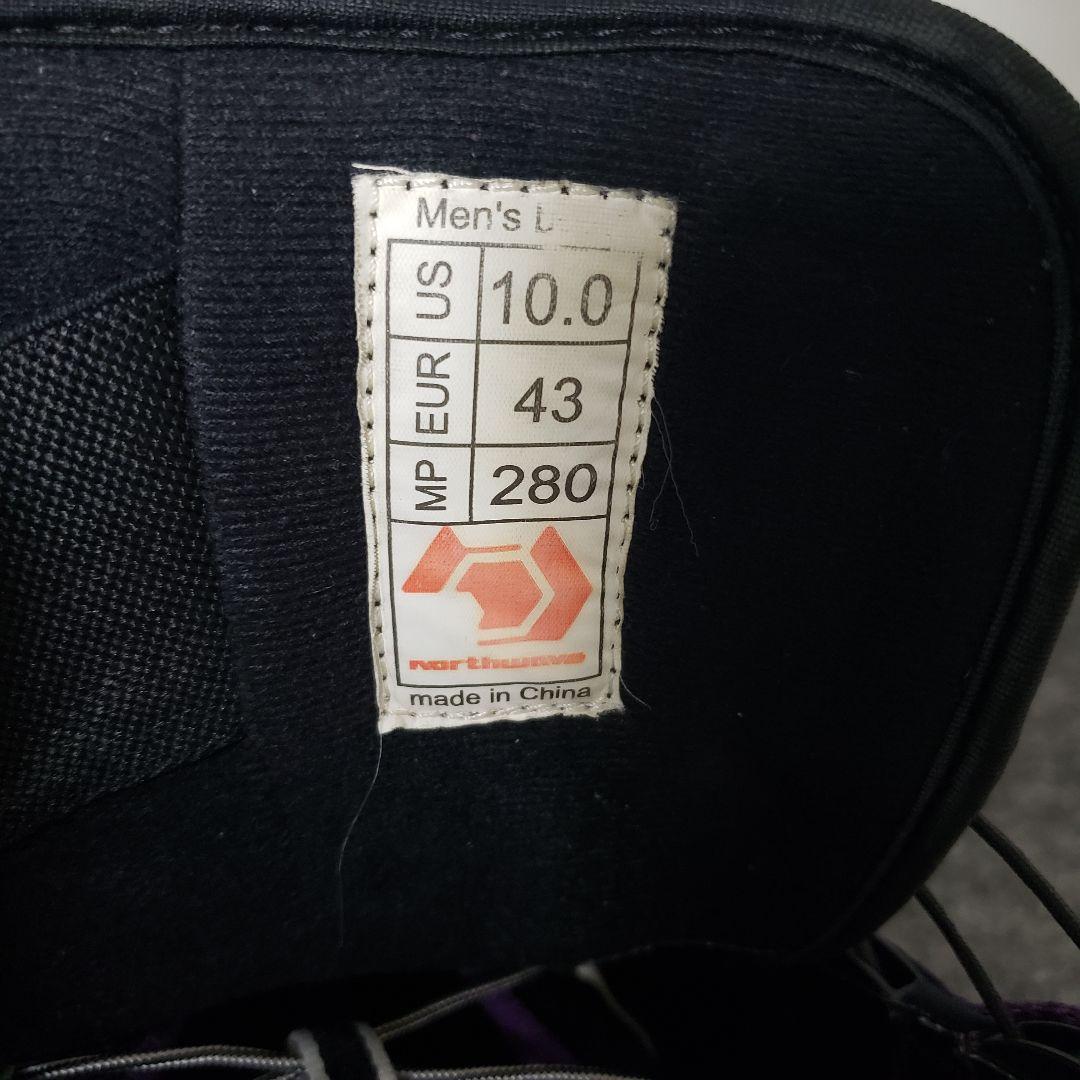 Men's
US 10.0
EUR 43
MP 280
Northwave
made in China